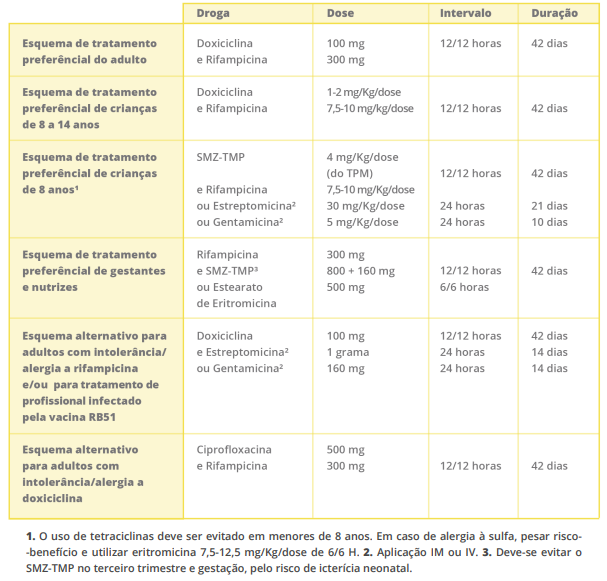 Droga Dose Intervalo Duração
Esquema de tratamento Doxiciclina 100 mg 12/12 horas 42 dias
preferêncial do adulto e Rifampicina 300 mg
Esquema de tratamento Doxiciclina 1-2 mg/Kg/dose
preferêncial de crianças e Rifampicina 7,5-10 mg/kg/dose 12/12 horas 42 dias
de 8 a 14 anos
Esquema de tratamento SMZ-TMP 4 mg/Kg/dose
preferêncial de crianças (do TPM) 12/12 horas 42 dias
de 8 anos¹ e Rifampicina 7,5-10 mg/Kg/dose
ou Estreptomicina² 30 mg/Kg/dose 24 horas 21 dias
ou Gentamicina² 5 mg/Kg/dose 24 horas 10 dias
Esquema de tratamento Rifampicina 300 mg
preferêncial de gestantes e SMZ-TMP³ 800 + 160 mg 12/12 horas 42 dias
e nutrizes ou Estearato 500 mg 6/6 horas
de Eritromicina
Esquema alternativo para Doxiciclina 100 mg 12/12 horas 42 dias
adultos com intolerância/ e Estreptomicina² 1 grama 24 horas 14 dias
alergia a rifampicina ou Gentamicina² 160 mg 24 horas 14 dias
e/ou para tratamento de
profissional infectado
pela vacina RB51
Esquema alternativo Ciprofloxacina 500 mg
para adultos com e Rifampicina 300 mg 12/12 horas 42 dias
intolerância/alergia a
doxiciclina
1. O uso de tetraciclinas deve ser evitado em menores de 8 anos. Em caso de alergia à sulfa, pesar risco-
-benefício e utilizar eritromicina 7,5-12,5 mg/Kg/dose de 6/6 H. 2. Aplicação IM ou IV. 3. Deve-se evitar o
SMZ-TMP no terceiro trimestre e gestação, pelo risco de icterícia neonatal.